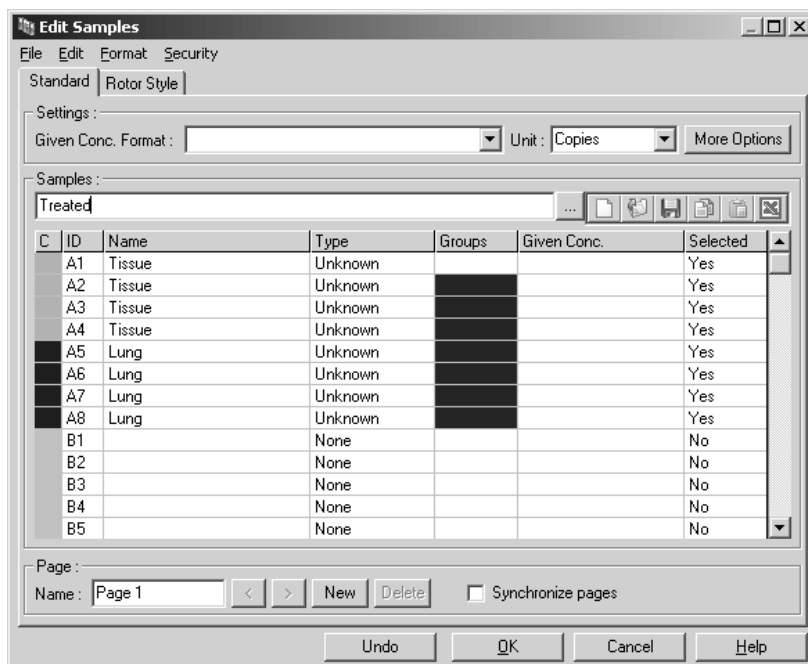 Edit Samples
File Edit Format Security
Standard Rotor Style
Settings :
Given Conc. Format : Unit : Copies More Options
Samples :
Treated ...
C ID Name Type Groups Given Conc. Selected
A1 Tissue Unknown Yes
A2 Tissue Unknown Yes
A3 Tissue Unknown Yes
A4 Tissue Unknown Yes
A5 Lung Unknown Yes
A6 Lung Unknown Yes
A7 Lung Unknown Yes
A8 Lung Unknown Yes
B1 None No
B2 None No
B3 None No
B4 None No
B5 None No
Page :
Name : Page 1 < > New Delete Synchronize pages
Undo OK Cancel Help